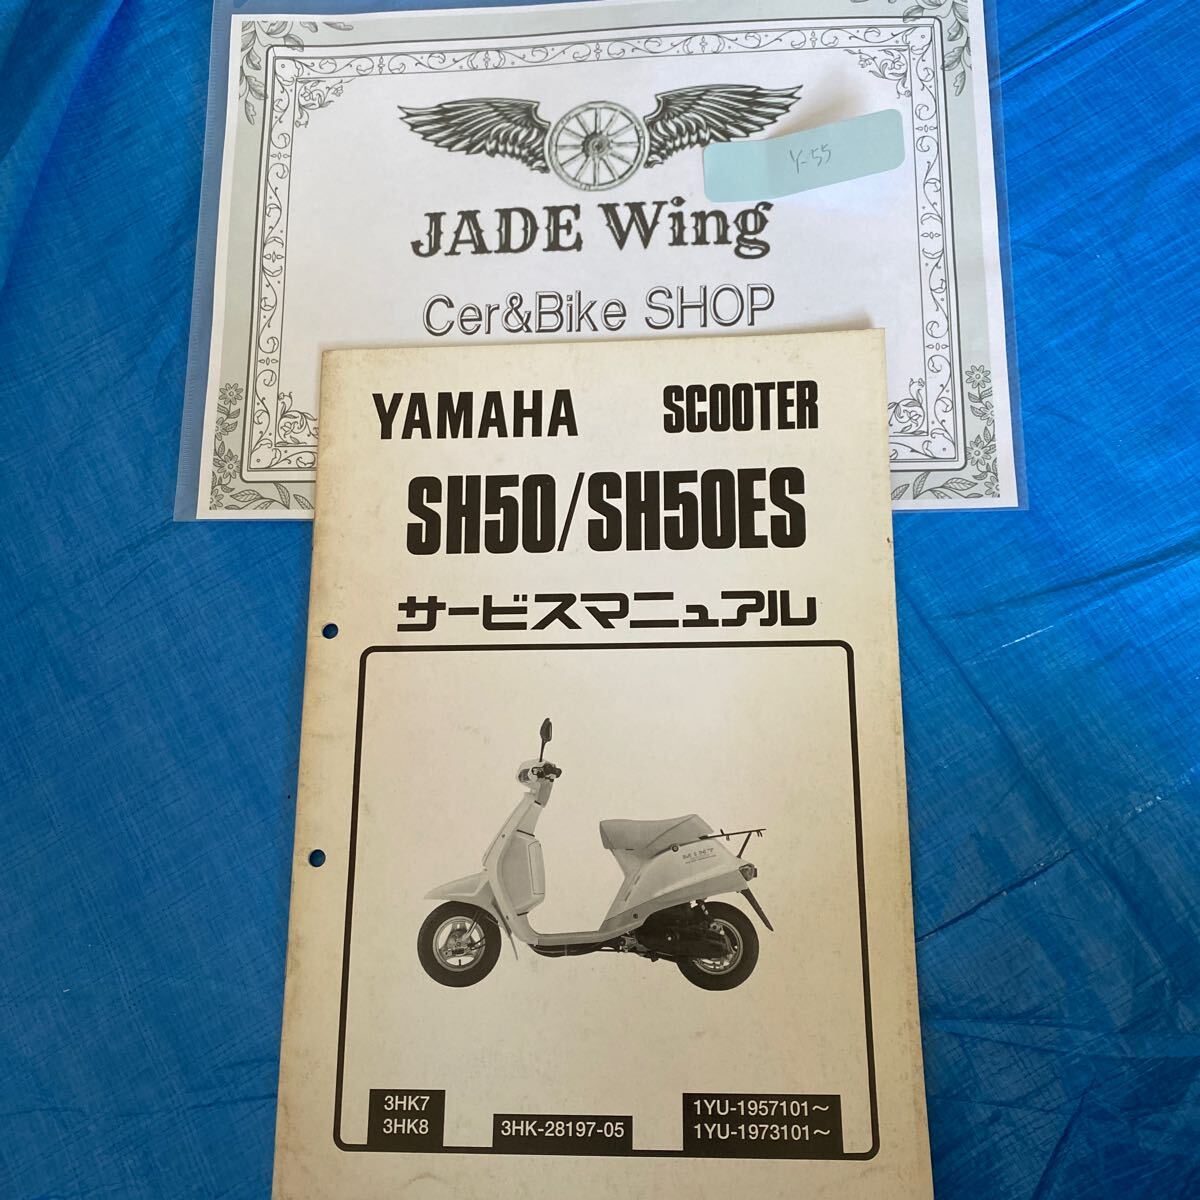 Y-55
JADE Wing
Cer&Bike SHOP
YAMAHA SCOOTER
SH50/SH50ES
サービスマニュアル
MINT
3HK7
3HK8
3HK-28197-05
1YU-1957101〜
1YU-1973101〜